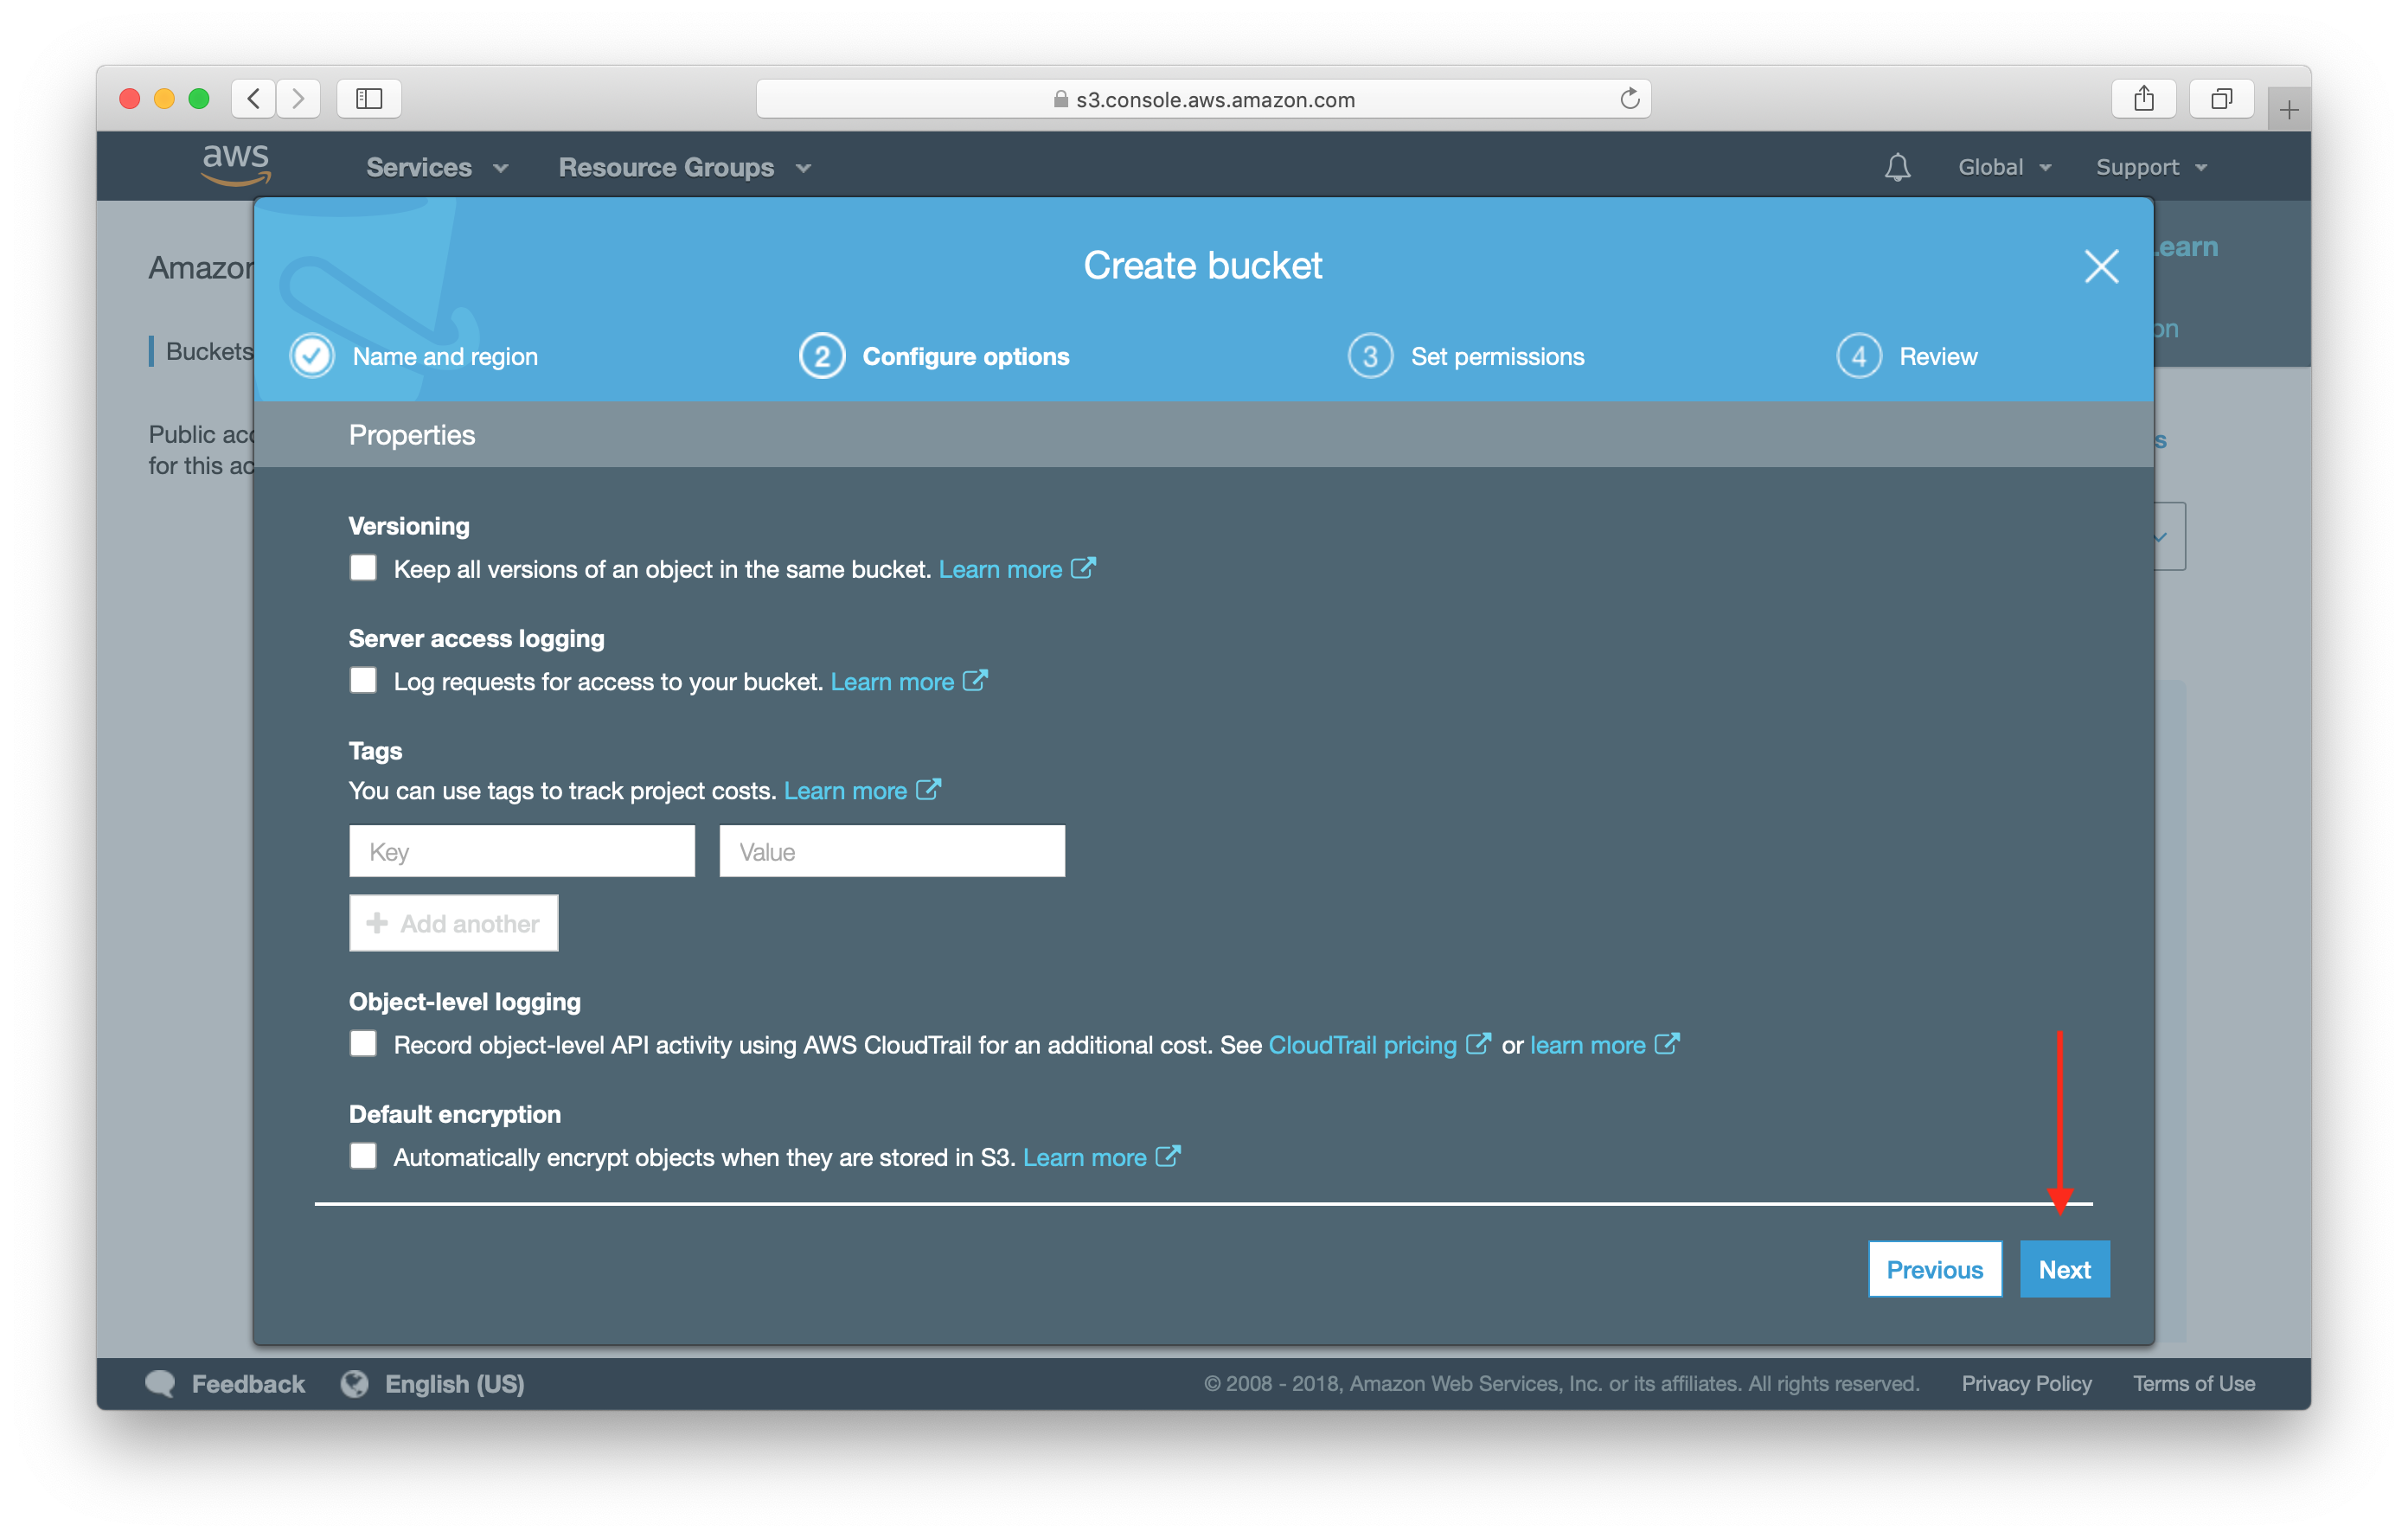 s3.console.aws.amazon.com
aws Services Resource Groups Global Support
Create bucket
Name and region 2 Configure options 3 Set permissions 4 Review
Buckets
Public
for this
Properties
Versioning
Keep all versions of an object in the same bucket. Learn more
Server access logging
Log requests for access to your bucket. Learn more
Tags
You can use tags to track project costs. Learn more
Key Value
Add another
Object-level logging
Record object-level API activity using AWS CloudTrail for an additional cost. See CloudTrail pricing or learn more
Default encryption
Automatically encrypt objects when they are stored in S3. Learn more
Previous Next
Feedback English (US) © 2008 - 2018, Amazon Web Services, Inc. or its affiliates. All rights reserved. Privacy Policy Terms of Use